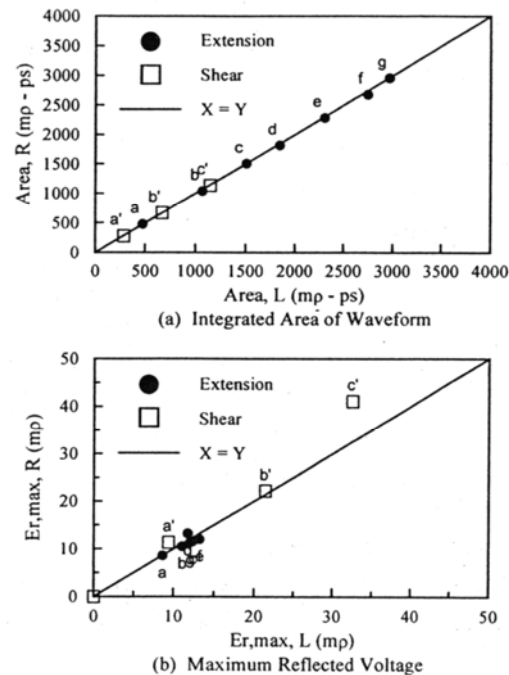 4000
3500
3000
2500
2000
1500
1000
500
0
Area, R (mρ - ps)
Extension
Shear
X = Y
a'
a
b'
b
c'
c
d
e
f
g
0 500 1000 1500 2000 2500 3000 3500 4000
Area, L (mρ - ps)
(a) Integrated Area of Waveform
50
40
30
20
10
0
Er,max, R (mρ)
Extension
Shear
X = Y
c'
b'
a'
a
b
0 10 20 30 40 50
Er,max, L (mρ)
(b) Maximum Reflected Voltage